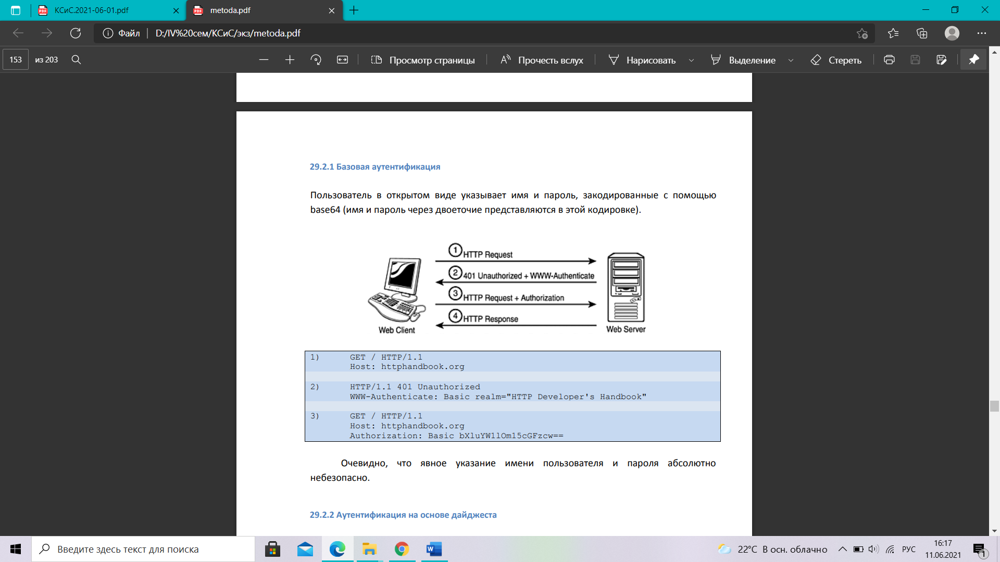 КСиС.2021-06-01.pdf
metoda.pdf
Файл
D:/IV%20сем/КСиС/экз/metoda.pdf
153 из 203
Просмотр страницы
Прочесть вслух
Нарисовать
Выделение
Стереть
29.2.1 Базовая аутентификация
Пользователь в открытом виде указывает имя и пароль, закодированные с помощью
base64 (имя и пароль через двоеточие представляются в этой кодировке).
1 HTTP Request
2 401 Unauthorized + WWW-Authenticate
3 HTTP Request + Authorization
4 HTTP Response
Web Client
Web Server
1) GET / HTTP/1.1
Host: httphandbook.org
2) HTTP/1.1 401 Unauthorized
WWW-Authenticate: Basic realm="HTTP Developer's Handbook"
3) GET / HTTP/1.1
Host: httphandbook.org
Authorization: Basic bXluYW1lOm15cGFzcw==
Очевидно, что явное указание имени пользователя и пароля абсолютно
небезопасно.
29.2.2 Аутентификация на основе дайджеста
Введите здесь текст для поиска
22°C В осн. облачно
РУС
16:17
11.06.2021
1